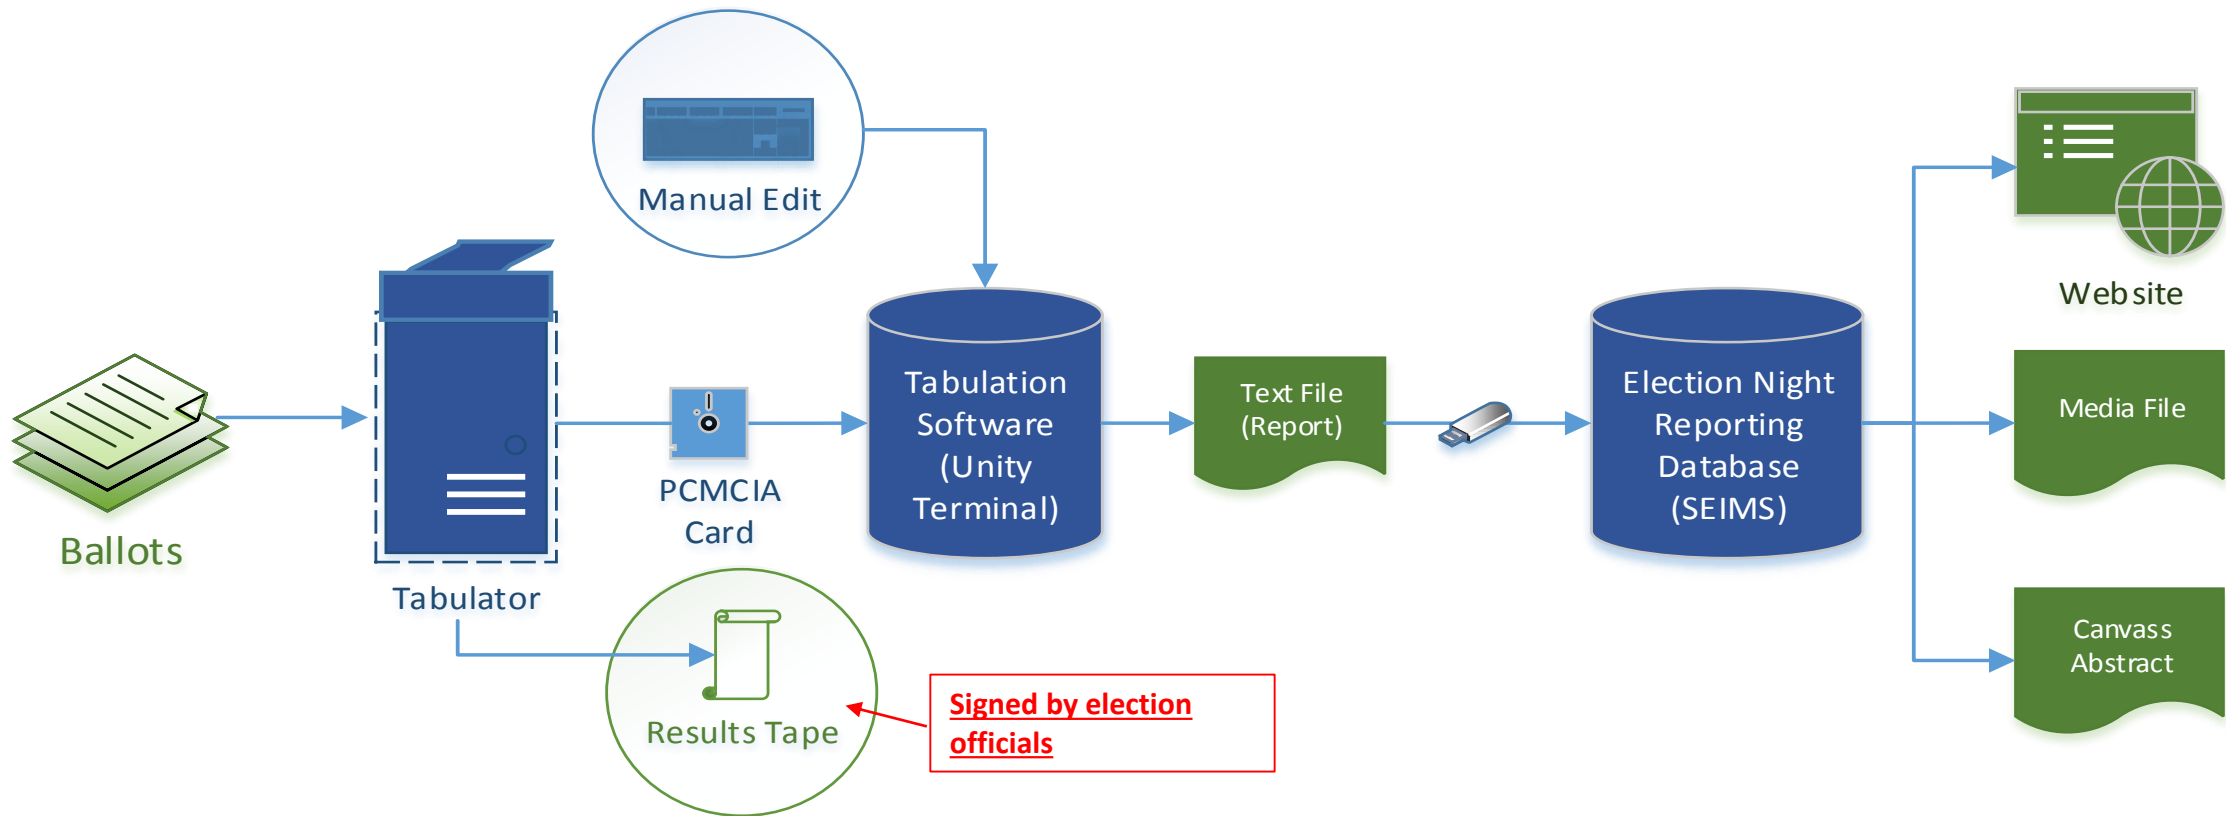 Manual Edit
Ballots
Tabulator
PCMCIA
Card
Results Tape
Signed by election
officials
Tabulation
Software
(Unity
Terminal)
Text File
(Report)
Election Night
Reporting
Database
(SEIMS)
Website
Media File
Canvass
Abstract